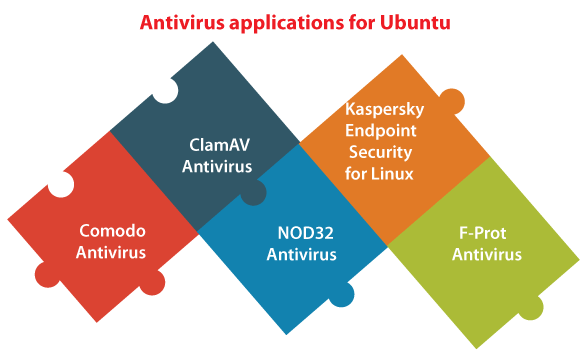 Antivirus applications for Ubuntu
Comodo
Antivirus
ClamAV
Antivirus
NOD32
Antivirus
Kaspersky
Endpoint
Security
for Linux
F-Prot
Antivirus